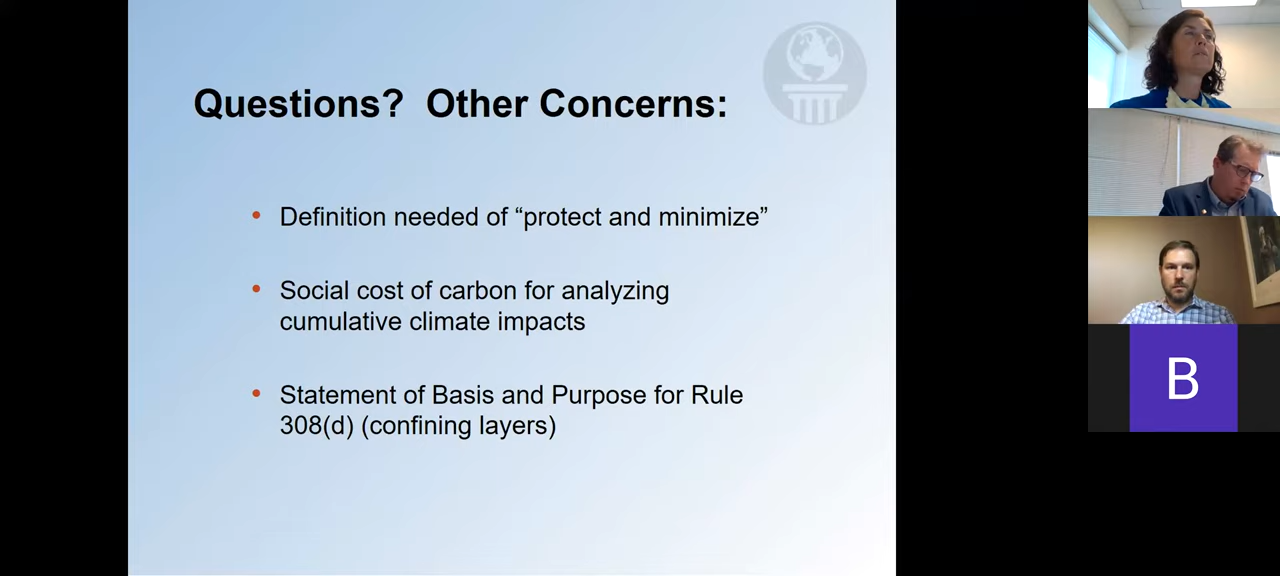 Questions?  Other Concerns:
• Definition needed of “protect and minimize”
• Social cost of carbon for analyzing
cumulative climate impacts
• Statement of Basis and Purpose for Rule
308(d) (confining layers)
B